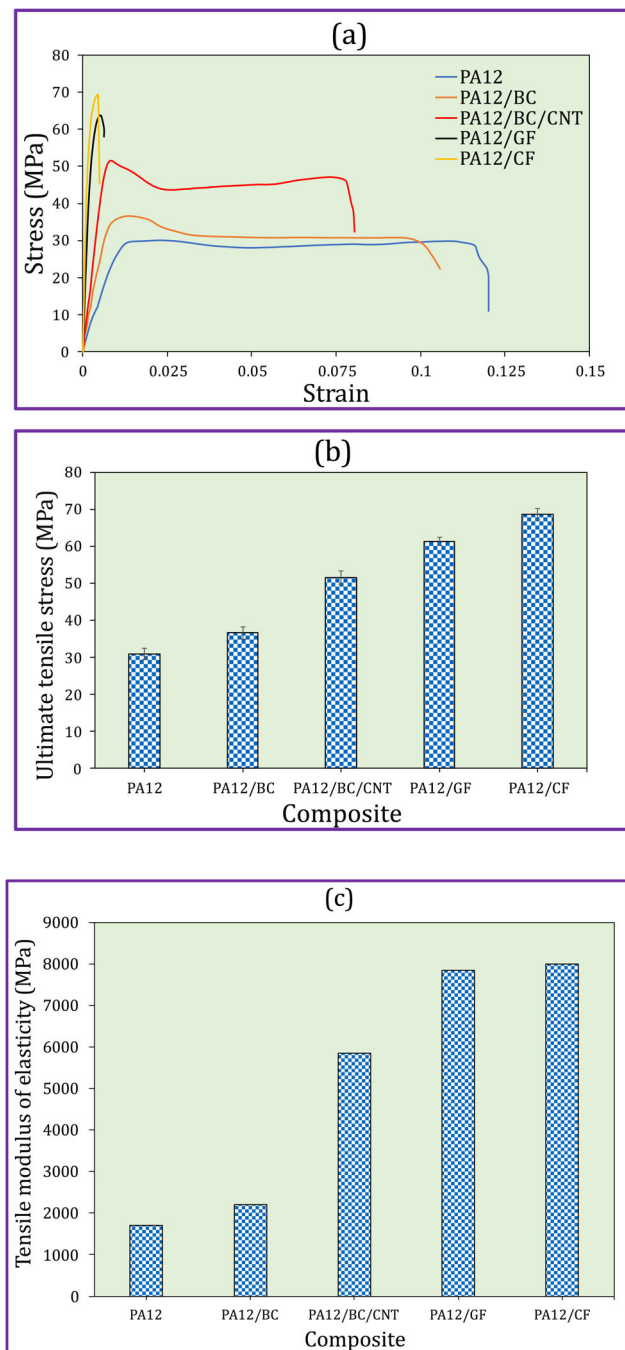 (a)
80
70
60
50
40
30
20
10
0
Stress (MPa)
PA12
PA12/BC
PA12/BC/CNT
PA12/GF
PA12/CF
0 0.025 0.05 0.075 0.1 0.125 0.15
Strain
(b)
80
70
60
50
40
30
20
10
0
Ultimate tensile stress (MPa)
PA12 PA12/BC PA12/BC/CNT PA12/GF PA12/CF
Composite
(c)
9000
8000
7000
6000
5000
4000
3000
2000
1000
0
Tensile modulus of elasticity (MPa)
PA12 PA12/BC PA12/BC/CNT PA12/GF PA12/CF
Composite